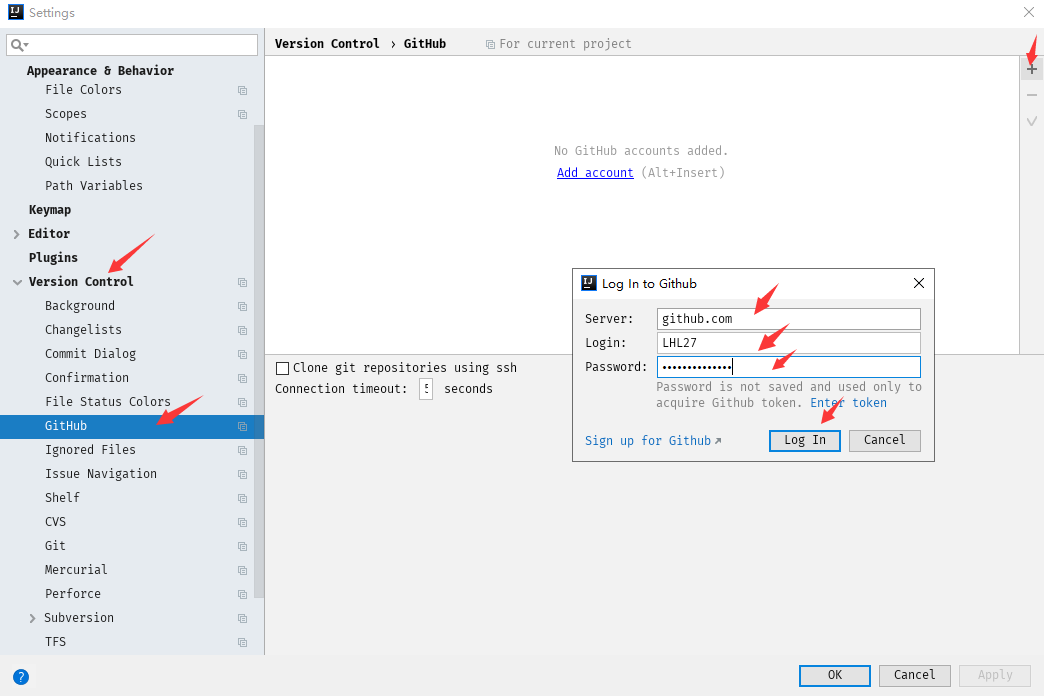 Settings
Appearance & Behavior
File Colors
Scopes
Notifications
Quick Lists
Path Variables
Keymap
Editor
Plugins
Version Control
Background
Changelists
Commit Dialog
Confirmation
File Status Colors
GitHub
Ignored Files
Issue Navigation
Shelf
CVS
Git
Mercurial
Perforce
Subversion
TFS
Version Control › GitHub For current project
No GitHub accounts added.
Add account (Alt+Insert)
Clone git repositories using ssh
Connection timeout: 5 seconds
Log In to Github
Server: github.com
Login: LHL27
Password: ••••••••••••••
Password is not saved and used only to
acquire Github token. Enter token
Sign up for Github Log In Cancel
? OK Cancel Apply